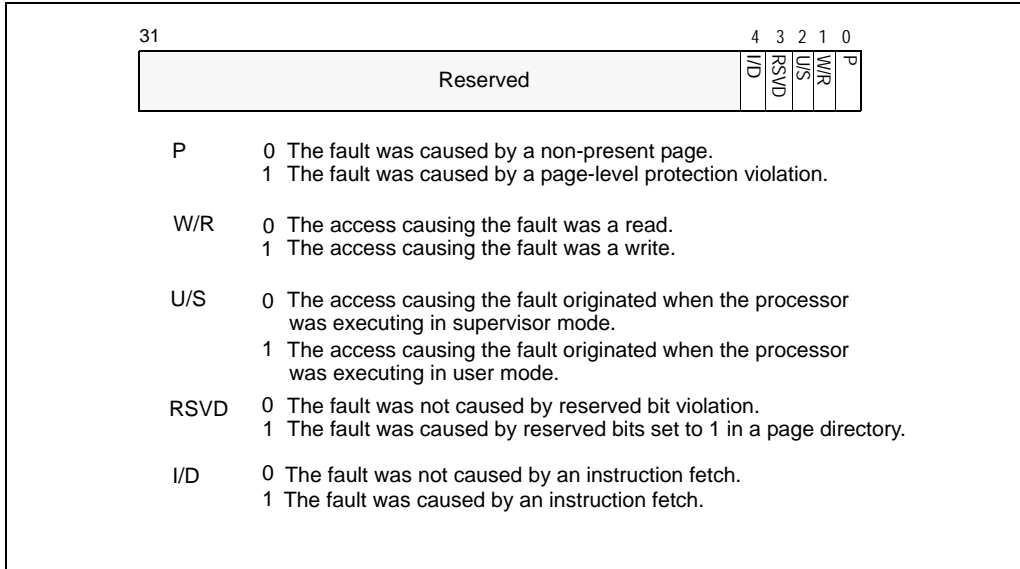 31 4 3 2 1 0
Reserved I/D RSVD U/S W/R P
P 0 The fault was caused by a non-present page.
1 The fault was caused by a page-level protection violation.
W/R 0 The access causing the fault was a read.
1 The access causing the fault was a write.
U/S 0 The access causing the fault originated when the processor
was executing in supervisor mode.
1 The access causing the fault originated when the processor
was executing in user mode.
RSVD 0 The fault was not caused by reserved bit violation.
1 The fault was caused by reserved bits set to 1 in a page directory.
I/D 0 The fault was not caused by an instruction fetch.
1 The fault was caused by an instruction fetch.